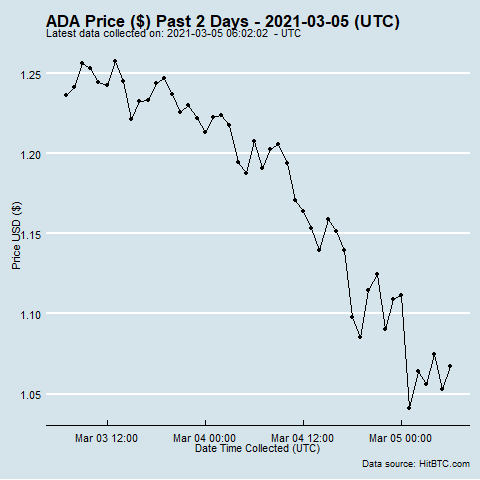 ADA Price ($) Past 2 Days - 2021-03-05 (UTC)
Latest data collected on: 2021-03-05 06:02:02  - UTC
1.25
1.20
1.15
1.10
1.05
Price USD ($)
Mar 03 12:00 Mar 04 00:00 Mar 04 12:00 Mar 05 00:00
Date Time Collected (UTC)
Data source: HitBTC.com